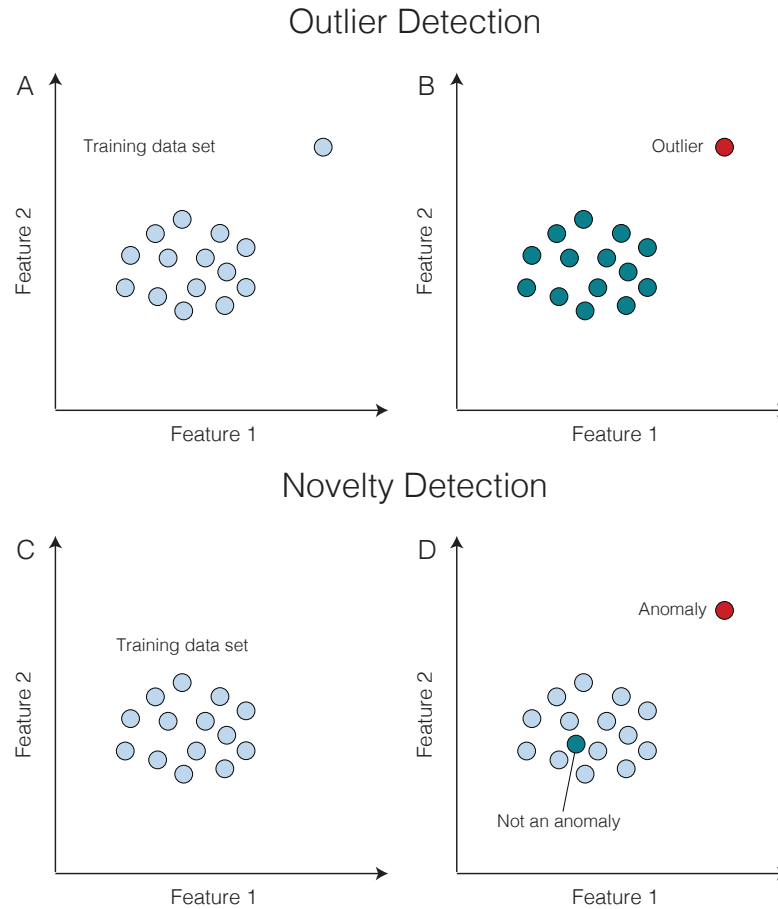 Outlier Detection
A
B
Training data set
Outlier
Feature 2
Feature 2
Feature 1
Feature 1
Novelty Detection
C
D
Anomaly
Training data set
Feature 2
Feature 2
Not an anomaly
Feature 1
Feature 1